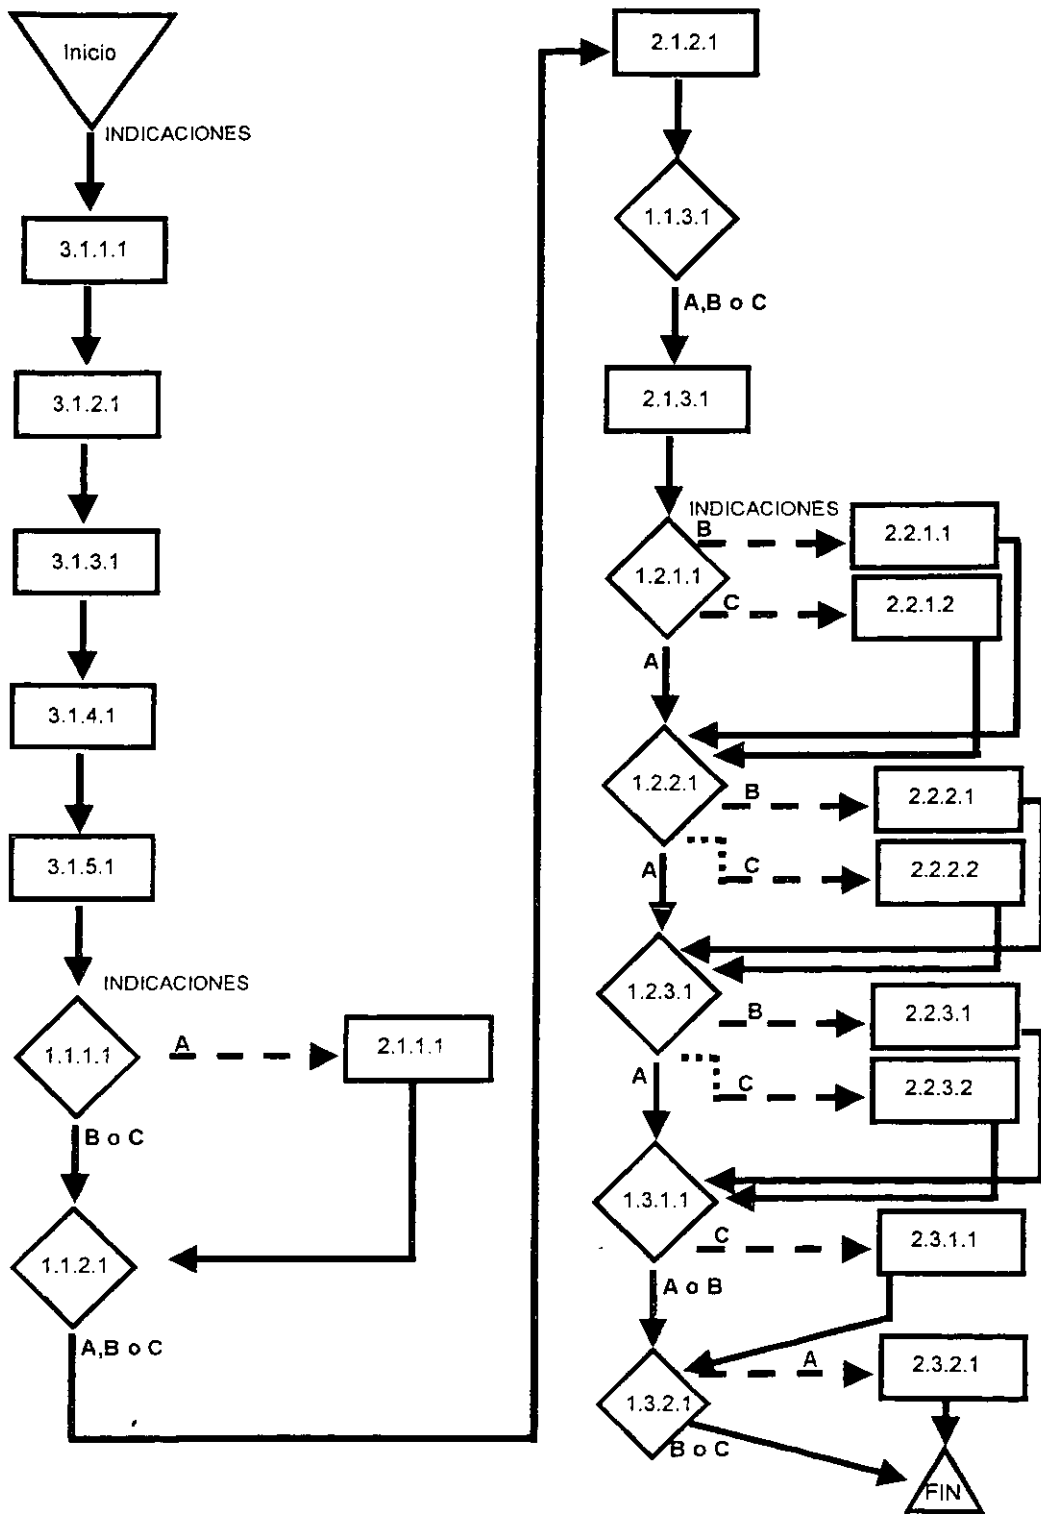 Inicio
INDICACIONES
3.1.1.1
3.1.2.1
3.1.3.1
3.1.4.1
3.1.5.1
INDICACIONES
1.1.1.1
A
2.1.1.1
B o C
1.1.2.1
A,B o C
2.1.2.1
1.1.3.1
A,B o C
2.1.3.1
INDICACIONES
B
2.2.1.1
1.2.1.1
C
2.2.1.2
A
1.2.2.1
B
2.2.2.1
A
C
2.2.2.2
1.2.3.1
B
2.2.3.1
A
C
2.2.3.2
1.3.1.1
C
2.3.1.1
A o B
A
2.3.2.1
1.3.2.1
B o C
FIN